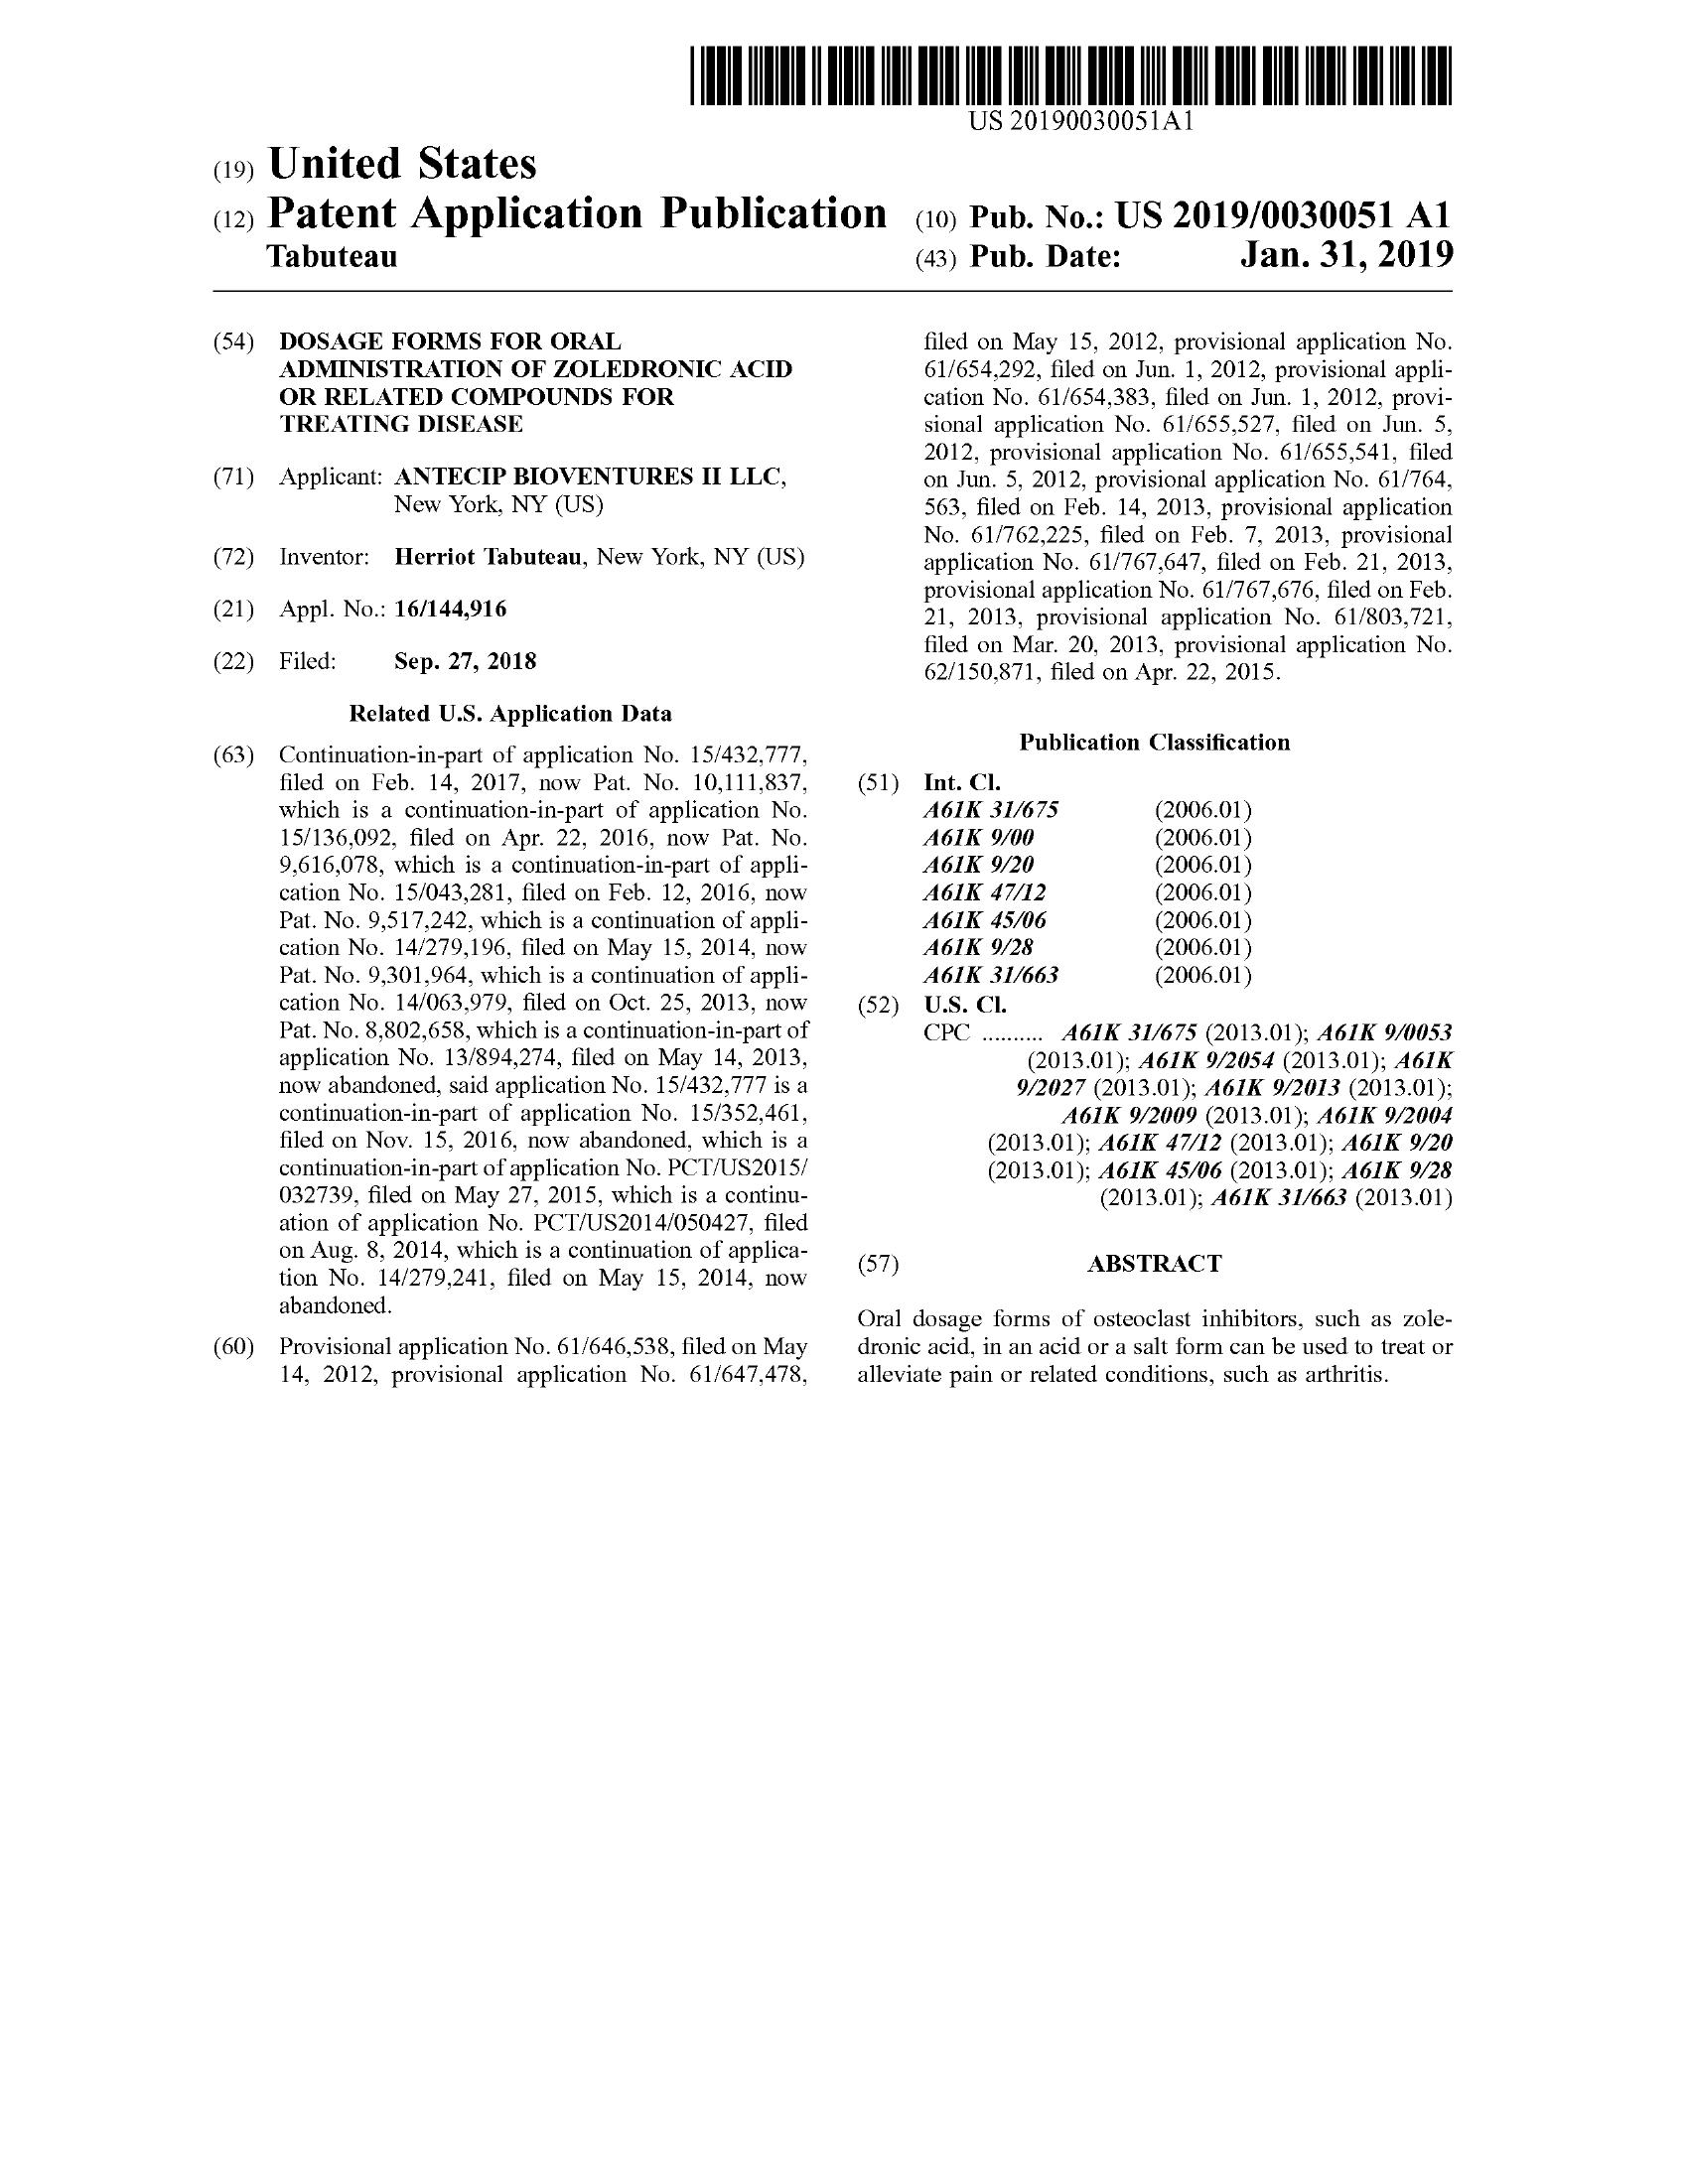 US 20190030051A1
(19) United States
(12) Patent Application Publication
Tabuteau
(10) Pub. No.: US 2019/0030051 A1
(43) Pub. Date: Jan. 31, 2019
(54) DOSAGE FORMS FOR ORAL
ADMINISTRATION OF ZOLEDRONIC ACID
OR RELATED COMPOUNDS FOR
TREATING DISEASE
(71) Applicant: ANTECIP BIOVENTURES II LLC,
New York, NY (US)
(72) Inventor: Herriot Tabuteau, New York, NY (US)
(21) Appl. No.: 16/144,916
(22) Filed: Sep. 27, 2018
Related U.S. Application Data
(63) Continuation-in-part of application No. 15/432,777,
filed on Feb. 14, 2017, now Pat. No. 10,111,837,
which is a continuation-in-part of application No.
15/136,092, filed on Apr. 22, 2016, now Pat. No.
9,616,078, which is a continuation-in-part of appli-
cation No. 15/043,281, filed on Feb. 12, 2016, now
Pat. No. 9,517,242, which is a continuation of appli-
cation No. 14/279,196, filed on May 15, 2014, now
Pat. No. 9,301,964, which is a continuation of appli-
cation No. 14/063,979, filed on Oct. 25, 2013, now
Pat. No. 8,802,658, which is a continuation-in-part of
application No. 13/894,274, filed on May 14, 2013,
now abandoned, said application No. 15/432,777 is a
continuation-in-part of application No. 15/352,461,
filed on Nov. 15, 2016, now abandoned, which is a
continuation-in-part of application No. PCT/US2015/
032739, filed on May 27, 2015, which is a continu-
ation of application No. PCT/US2014/050427, filed
on Aug. 8, 2014, which is a continuation of applica-
tion No. 14/279,241, filed on May 15, 2014, now
abandoned.
(60) Provisional application No. 61/646,538, filed on May
14, 2012, provisional application No. 61/647,478,
filed on May 15, 2012, provisional application No.
61/654,292, filed on Jun. 1, 2012, provisional appli-
cation No. 61/654,383, filed on Jun. 1, 2012, provi-
sional application No. 61/655,527, filed on Jun. 5,
2012, provisional application No. 61/655,541, filed
on Jun. 5, 2012, provisional application No. 61/764,
563, filed on Feb. 14, 2013, provisional application
No. 61/762,225, filed on Feb. 7, 2013, provisional
application No. 61/767,647, filed on Feb. 21, 2013,
provisional application No. 61/767,676, filed on Feb.
21, 2013, provisional application No. 61/803,721,
filed on Mar. 20, 2013, provisional application No.
62/150,871, filed on Apr. 22, 2015.
Publication Classification
(51) Int. Cl.
A61K 31/675 (2006.01)
A61K 9/00 (2006.01)
A61K 9/20 (2006.01)
A61K 47/12 (2006.01)
A61K 45/06 (2006.01)
A61K 9/28 (2006.01)
A61K 31/663 (2006.01)
(52) U.S. Cl.
CPC .......... A61K 31/675 (2013.01); A61K 9/0053
(2013.01); A61K 9/2054 (2013.01); A61K
9/2027 (2013.01); A61K 9/2013 (2013.01);
A61K 9/2009 (2013.01); A61K 9/2004
(2013.01); A61K 47/12 (2013.01); A61K 9/20
(2013.01); A61K 45/06 (2013.01); A61K 9/28
(2013.01); A61K 31/663 (2013.01)
(57) ABSTRACT
Oral dosage forms of osteoclast inhibitors, such as zole-
dronic acid, in an acid or a salt form can be used to treat or
alleviate pain or related conditions, such as arthritis.